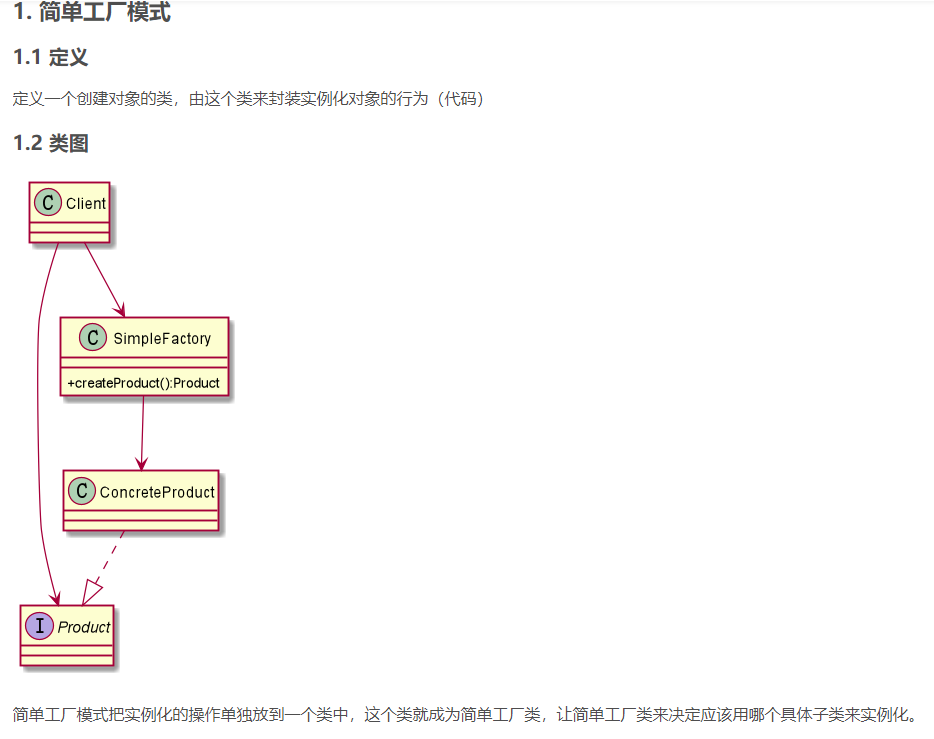 1. 简单工厂模式
1.1 定义
定义一个创建对象的类，由这个类来封装实例化对象的行为（代码）
1.2 类图
C Client
C SimpleFactory
+createProduct():Product
C ConcreteProduct
I Product
简单工厂模式把实例化的操作单独放到一个类中，这个类就成为简单工厂类，让简单工厂类来决定应该用哪个具体子类来实例化。